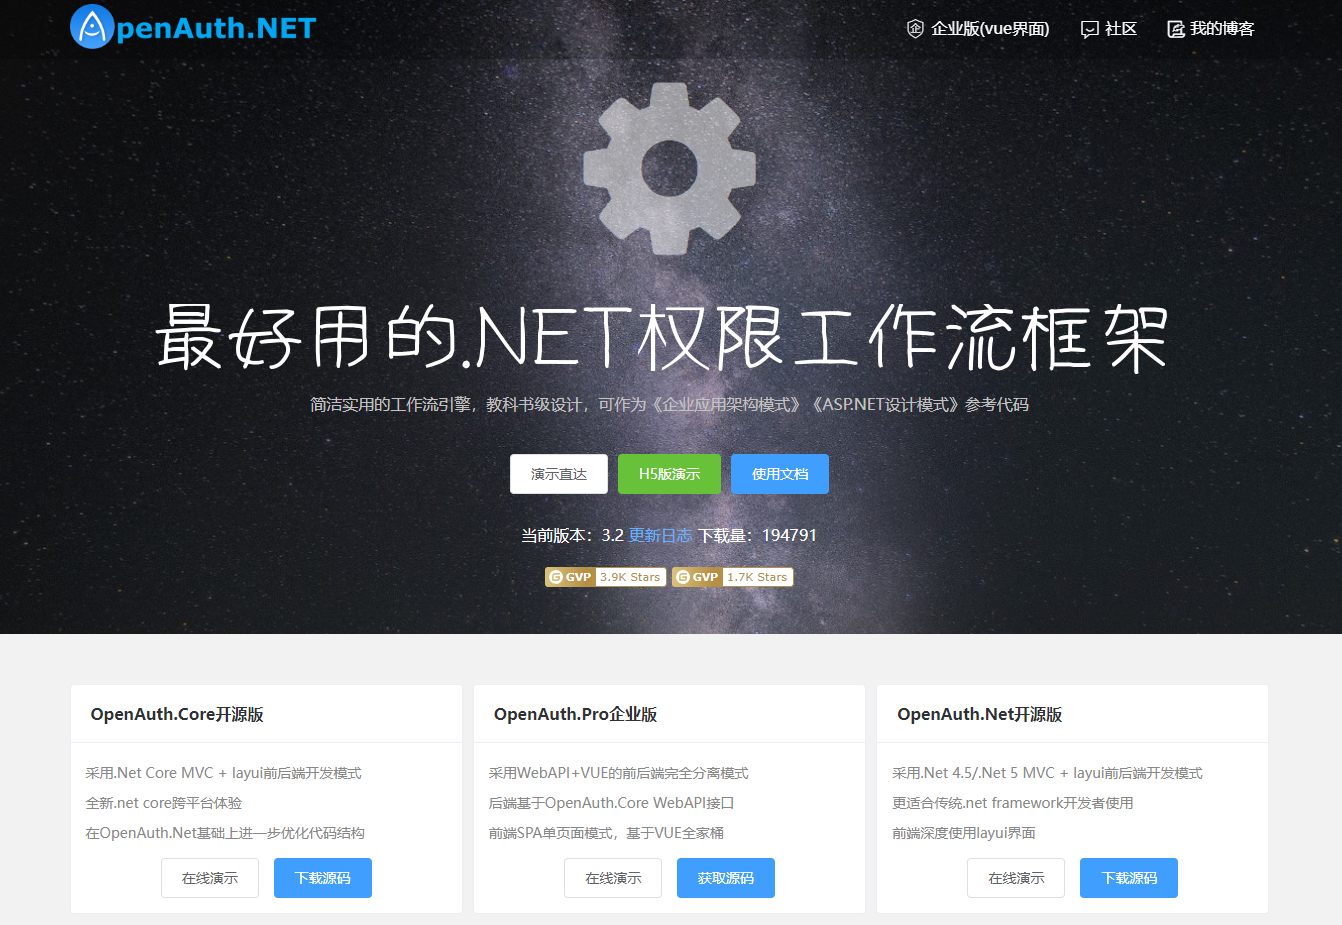 OpenAuth.NET
企业版(vue界面) 社区 我的博客
最好用的.NET权限工作流框架
简洁实用的工作流引擎，教科书级设计，可作为《企业应用架构模式》《ASP.NET设计模式》参考代码
演示直达 H5版演示 使用文档
当前版本：3.2 更新日志 下载量：194791
GVP 3.9K Stars GVP 1.7K Stars
OpenAuth.Core开源版
采用.Net Core MVC + layui前后端开发模式
全新.net core跨平台体验
在OpenAuth.Net基础上进一步优化代码结构
在线演示 下载源码
OpenAuth.Pro企业版
采用WebAPI+VUE的前后端完全分离模式
后端基于OpenAuth.Core WebAPI接口
前端SPA单页面模式，基于VUE全家桶
在线演示 获取源码
OpenAuth.Net开源版
采用.Net 4.5/.Net 5 MVC + layui前后端开发模式
更适合传统.net framework开发者使用
前端深度使用layui界面
在线演示 下载源码